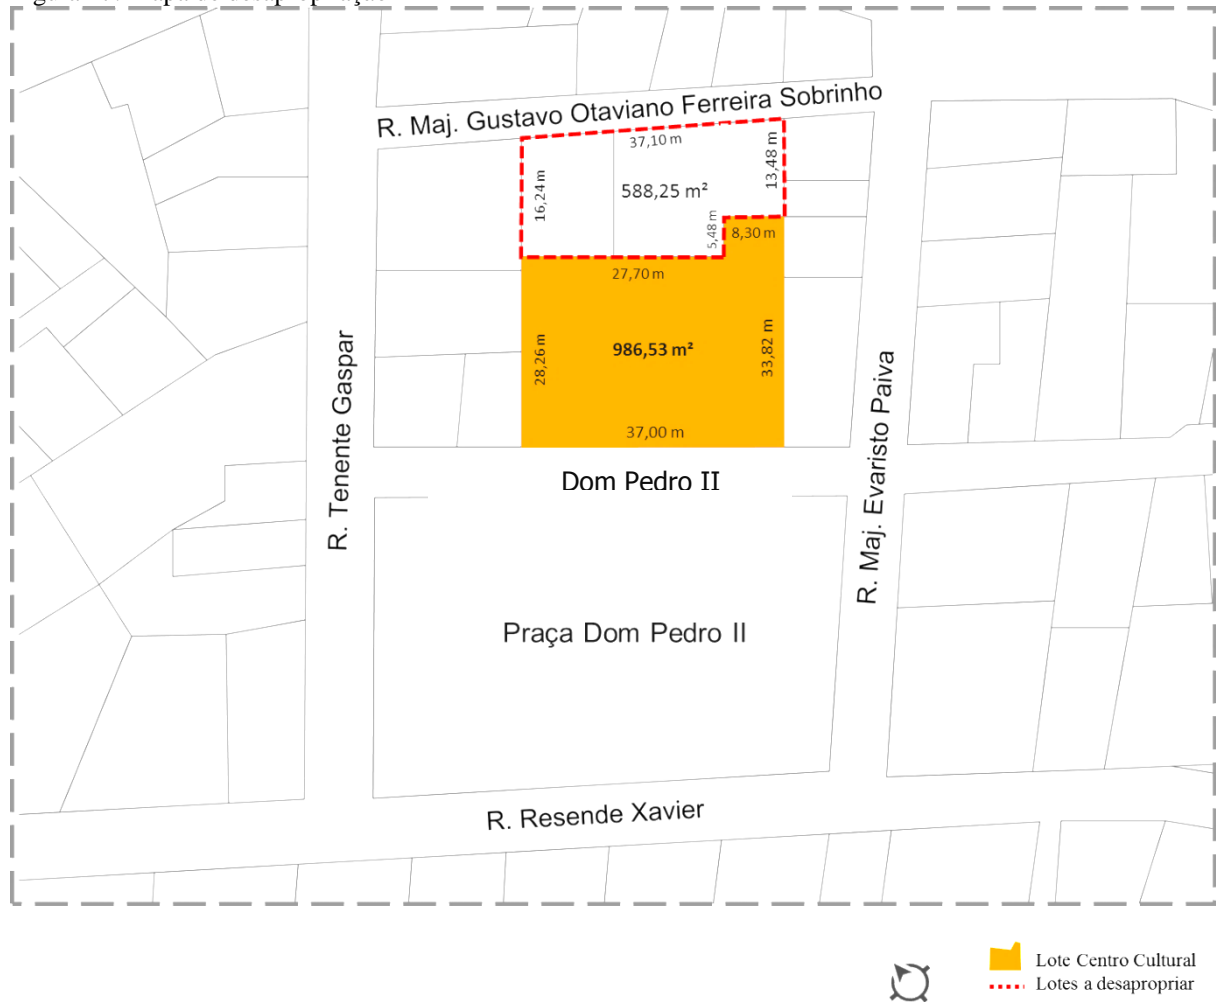 R. Maj. Gustavo Otaviano Ferreira Sobrinho
37,10 m
13,48 m
16,24 m
588,25 m²
5,48 m
8,30 m
27,70 m
986,53 m²
28,26 m
33,82 m
37,00 m
R. Tenente Gaspar
R. Maj. Evaristo Paiva
Dom Pedro II
Praça Dom Pedro II
R. Resende Xavier
Lote Centro Cultural
Lotes a desapropriar